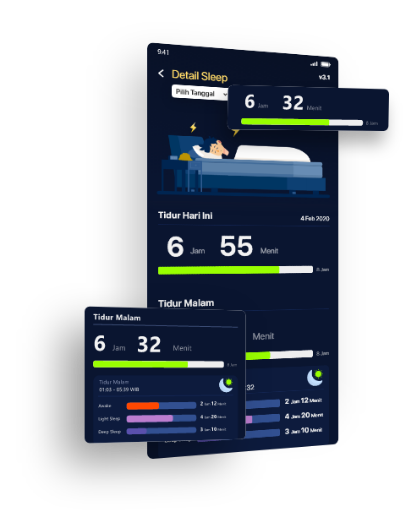 9:41
Detail Sleep
v3.1
Pilih Tanggal
6 Jam 32 Menit
8 Jam
Tidur Hari Ini
4 Feb 2020
6 Jam 55 Menit
8 Jam
Tidur Malam
Menit
8 Jam
32
2 Jam 12 Menit
4 Jam 20 Menit
3 Jam 10 Menit
Tidur Malam
6 Jam 32 Menit
8 Jam
Tidur Malam
01:03 - 05:39 WIB
Awake
2 Jam 12 Menit
Light Sleep
4 Jam 20 Menit
Deep Sleep
3 Jam 10 Menit